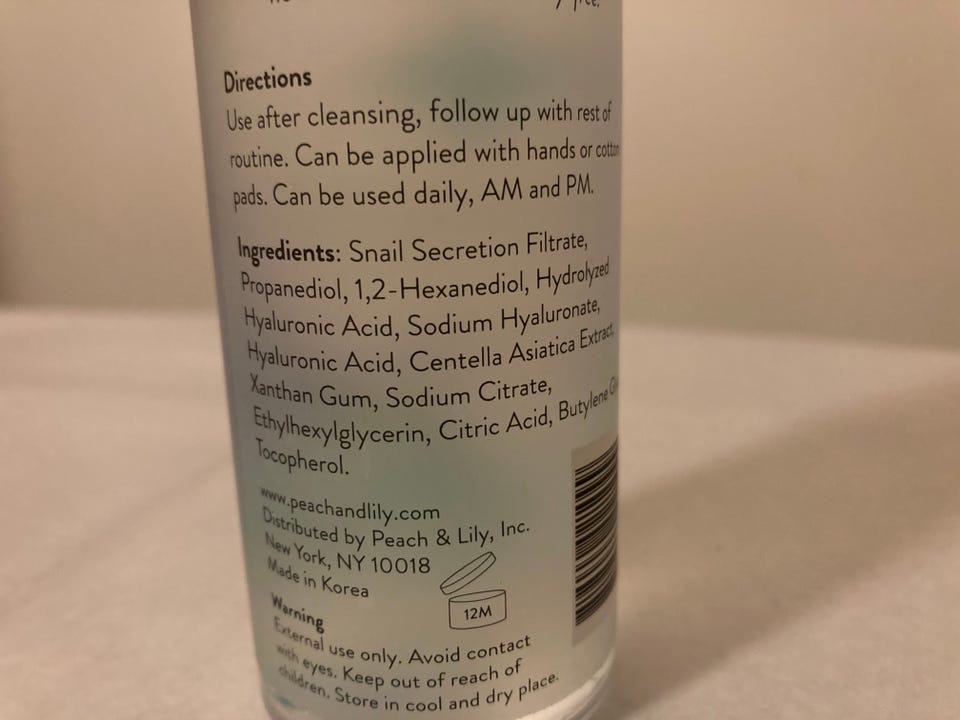 free.
Directions
Use after cleansing, follow up with rest of
routine. Can be applied with hands or cotton
pads. Can be used daily, AM and PM.
Ingredients: Snail Secretion Filtrate,
Propanediol, 1,2-Hexanediol, Hydrolyzed
Hyaluronic Acid, Sodium Hyaluronate,
Hyaluronic Acid, Centella Asiatica Extract,
Xanthan Gum, Sodium Citrate,
Ethylhexylglycerin, Citric Acid, Butylene
Tocopherol.
www.peachandlily.com
Distributed by Peach & Lily, Inc.
New York, NY 10018
Made in Korea
12M
Warning
External use only. Avoid contact
with eyes. Keep out of reach of
children. Store in cool and dry place.